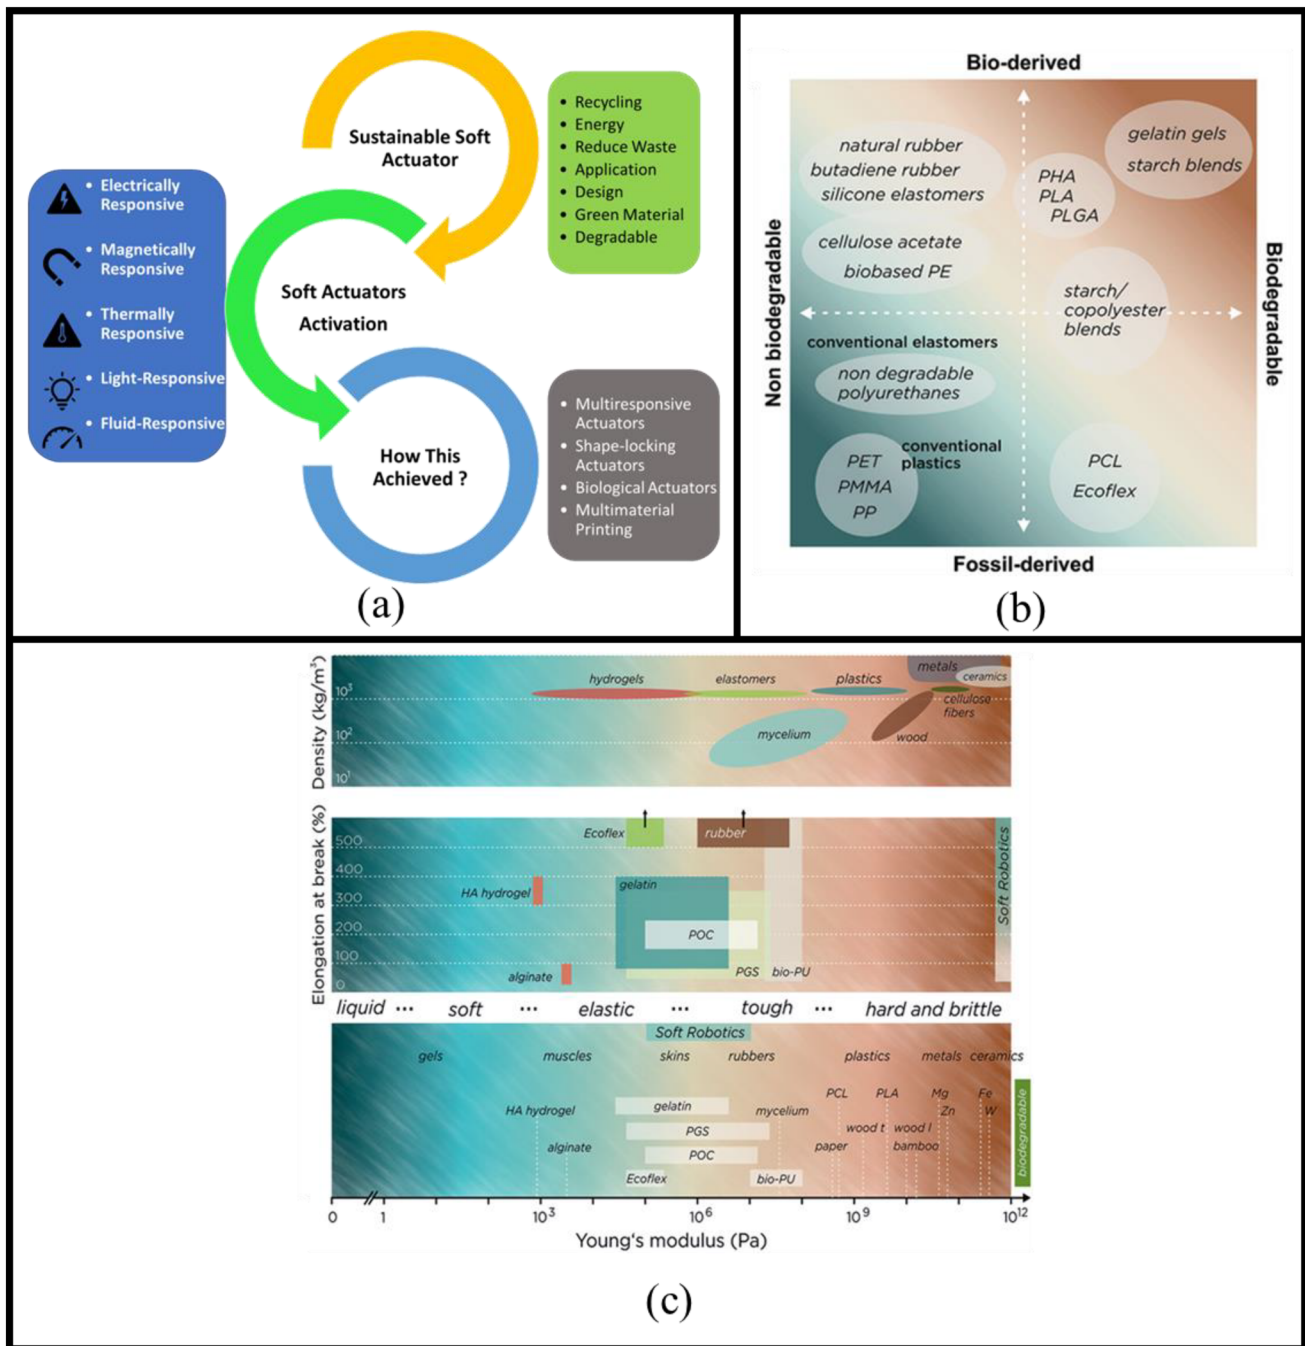 Sustainable Soft
Actuator
• Recycling
• Energy
• Reduce Waste
• Application
• Design
• Green Material
• Degradable
• Electrically
Responsive
• Magnetically
Responsive
• Thermally
Responsive
• Light-Responsive
• Fluid-Responsive
Soft Actuators
Activation
How This
Achieved ?
• Multiresponsive
Actuators
• Shape-locking
Actuators
• Biological Actuators
• Multimaterial
Printing
(a)
Bio-derived
Non biodegradable
Biodegradable
natural rubber
butadiene rubber
silicone elastomers
gelatin gels
starch blends
PHA
PLA
PLGA
cellulose acetate
biobased PE
starch/
copolyester
blends
conventional elastomers
non degradable
polyurethanes
conventional
plastics
PET
PMMA
PP
PCL
Ecoflex
Fossil-derived
(b)
Density (kg/m³)
10³
10²
10¹
hydrogels
elastomers
plastics
metals
ceramics
cellulose
fibers
mycelium
wood
Elongation at break (%)
500
400
300
200
100
0
Ecoflex
rubber
HA hydrogel
gelatin
POC
alginate
PGS
bio-PU
Soft Robotics
liquid ... soft ... elastic ... tough ... hard and brittle
Soft Robotics
gels
muscles
skins
rubbers
plastics
metals
ceramics
PCL
PLA
Mg
Fe
HA hydrogel
gelatin
mycelium
Zn
W
PGS
wood t
wood l
alginate
POC
paper
bamboo
Ecoflex
bio-PU
biodegradable
0
1
10³
10⁶
10⁹
10¹²
Young's modulus (Pa)
(c)